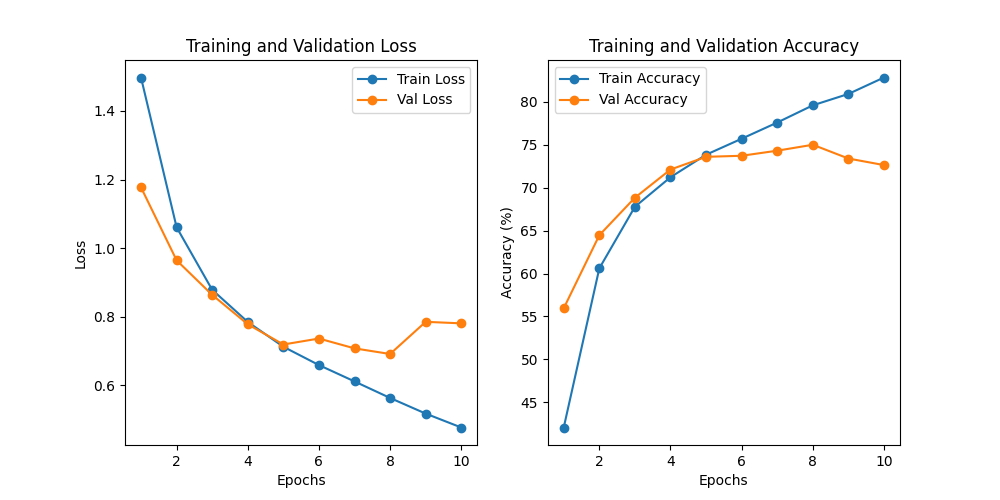 Training and Validation Loss
Train Loss
Val Loss
1.4
1.2
1.0
0.8
0.6
Loss
2 4 6 8 10
Epochs
Training and Validation Accuracy
Train Accuracy
Val Accuracy
80
75
70
65
60
55
50
45
Accuracy (%)
2 4 6 8 10
Epochs